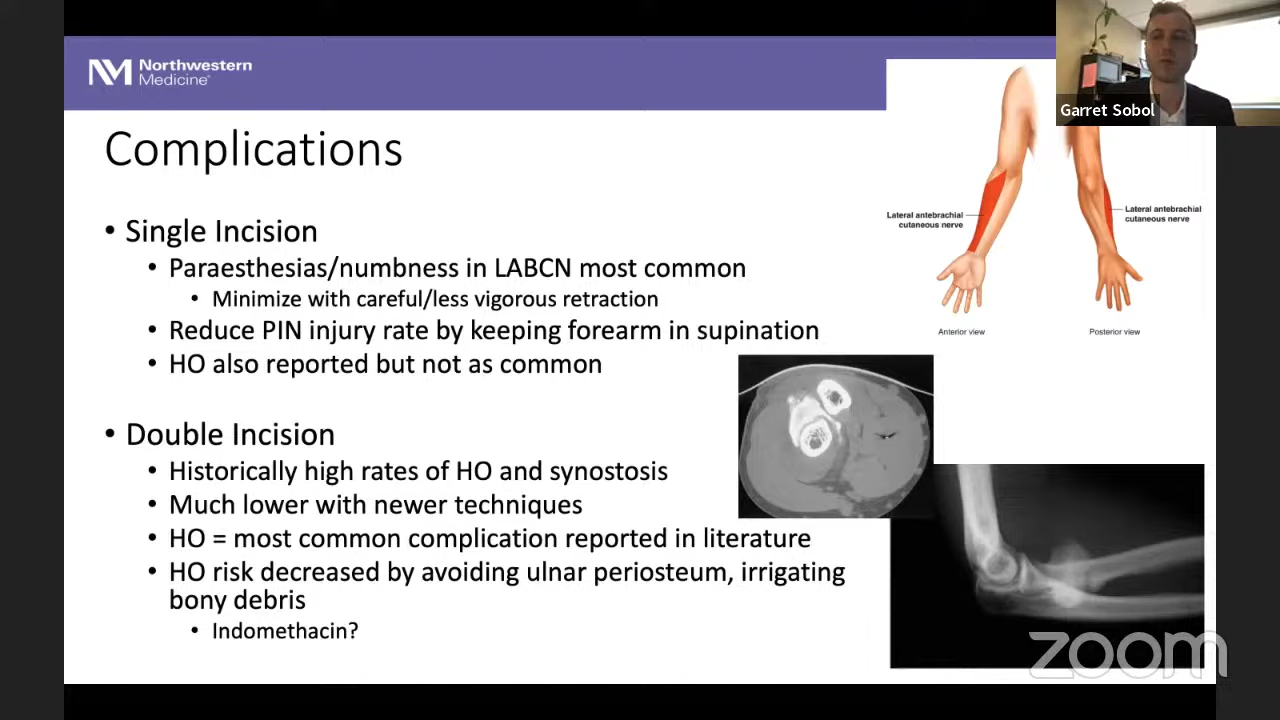 Northwestern
Medicine
Garret Sobol
Complications
• Single Incision
• Paraesthesias/numbness in LABCN most common
• Minimize with careful/less vigorous retraction
• Reduce PIN injury rate by keeping forearm in supination
• HO also reported but not as common
• Double Incision
• Historically high rates of HO and synostosis
• Much lower with newer techniques
• HO = most common complication reported in literature
• HO risk decreased by avoiding ulnar periosteum, irrigating
bony debris
• Indomethacin?
Lateral antebrachial
cutaneous nerve
Lateral antebrachial
cutaneous nerve
Anterior view
Posterior view
zoom